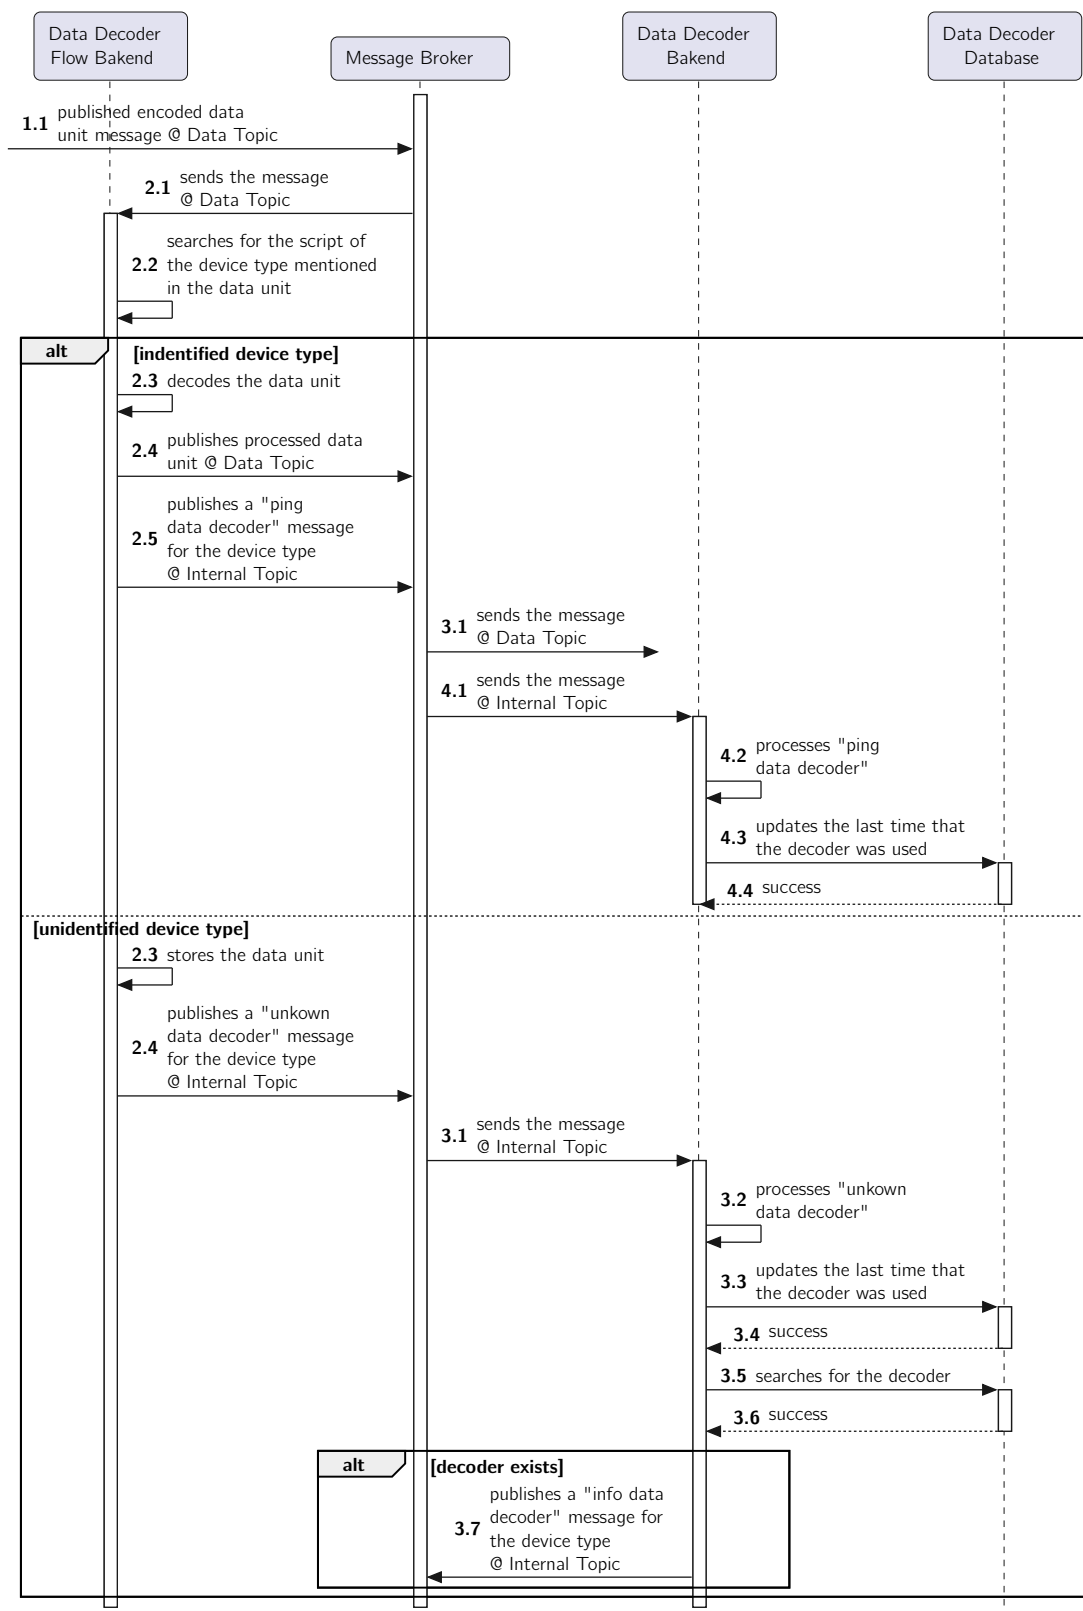 Data Decoder
Flow Bakend
Message Broker
Data Decoder
Bakend
Data Decoder
Database
1.1 published encoded data
unit message @ Data Topic
2.1 sends the message
@ Data Topic
searches for the script of
2.2 the device type mentioned
in the data unit
alt [indentified device type]
2.3 decodes the data unit
2.4 publishes processed data
unit @ Data Topic
publishes a "ping
data decoder" message
2.5 for the device type
@ Internal Topic
3.1 sends the message
@ Data Topic
4.1 sends the message
@ Internal Topic
4.2 processes "ping
data decoder"
4.3 updates the last time that
the decoder was used
4.4 success
[unidentified device type]
2.3 stores the data unit
publishes a "unkown
data decoder" message
2.4 for the device type
@ Internal Topic
3.1 sends the message
@ Internal Topic
3.2 processes "unkown
data decoder"
3.3 updates the last time that
the decoder was used
3.4 success
3.5 searches for the decoder
3.6 success
alt [decoder exists]
publishes a "info data
decoder" message for
3.7 the device type
@ Internal Topic